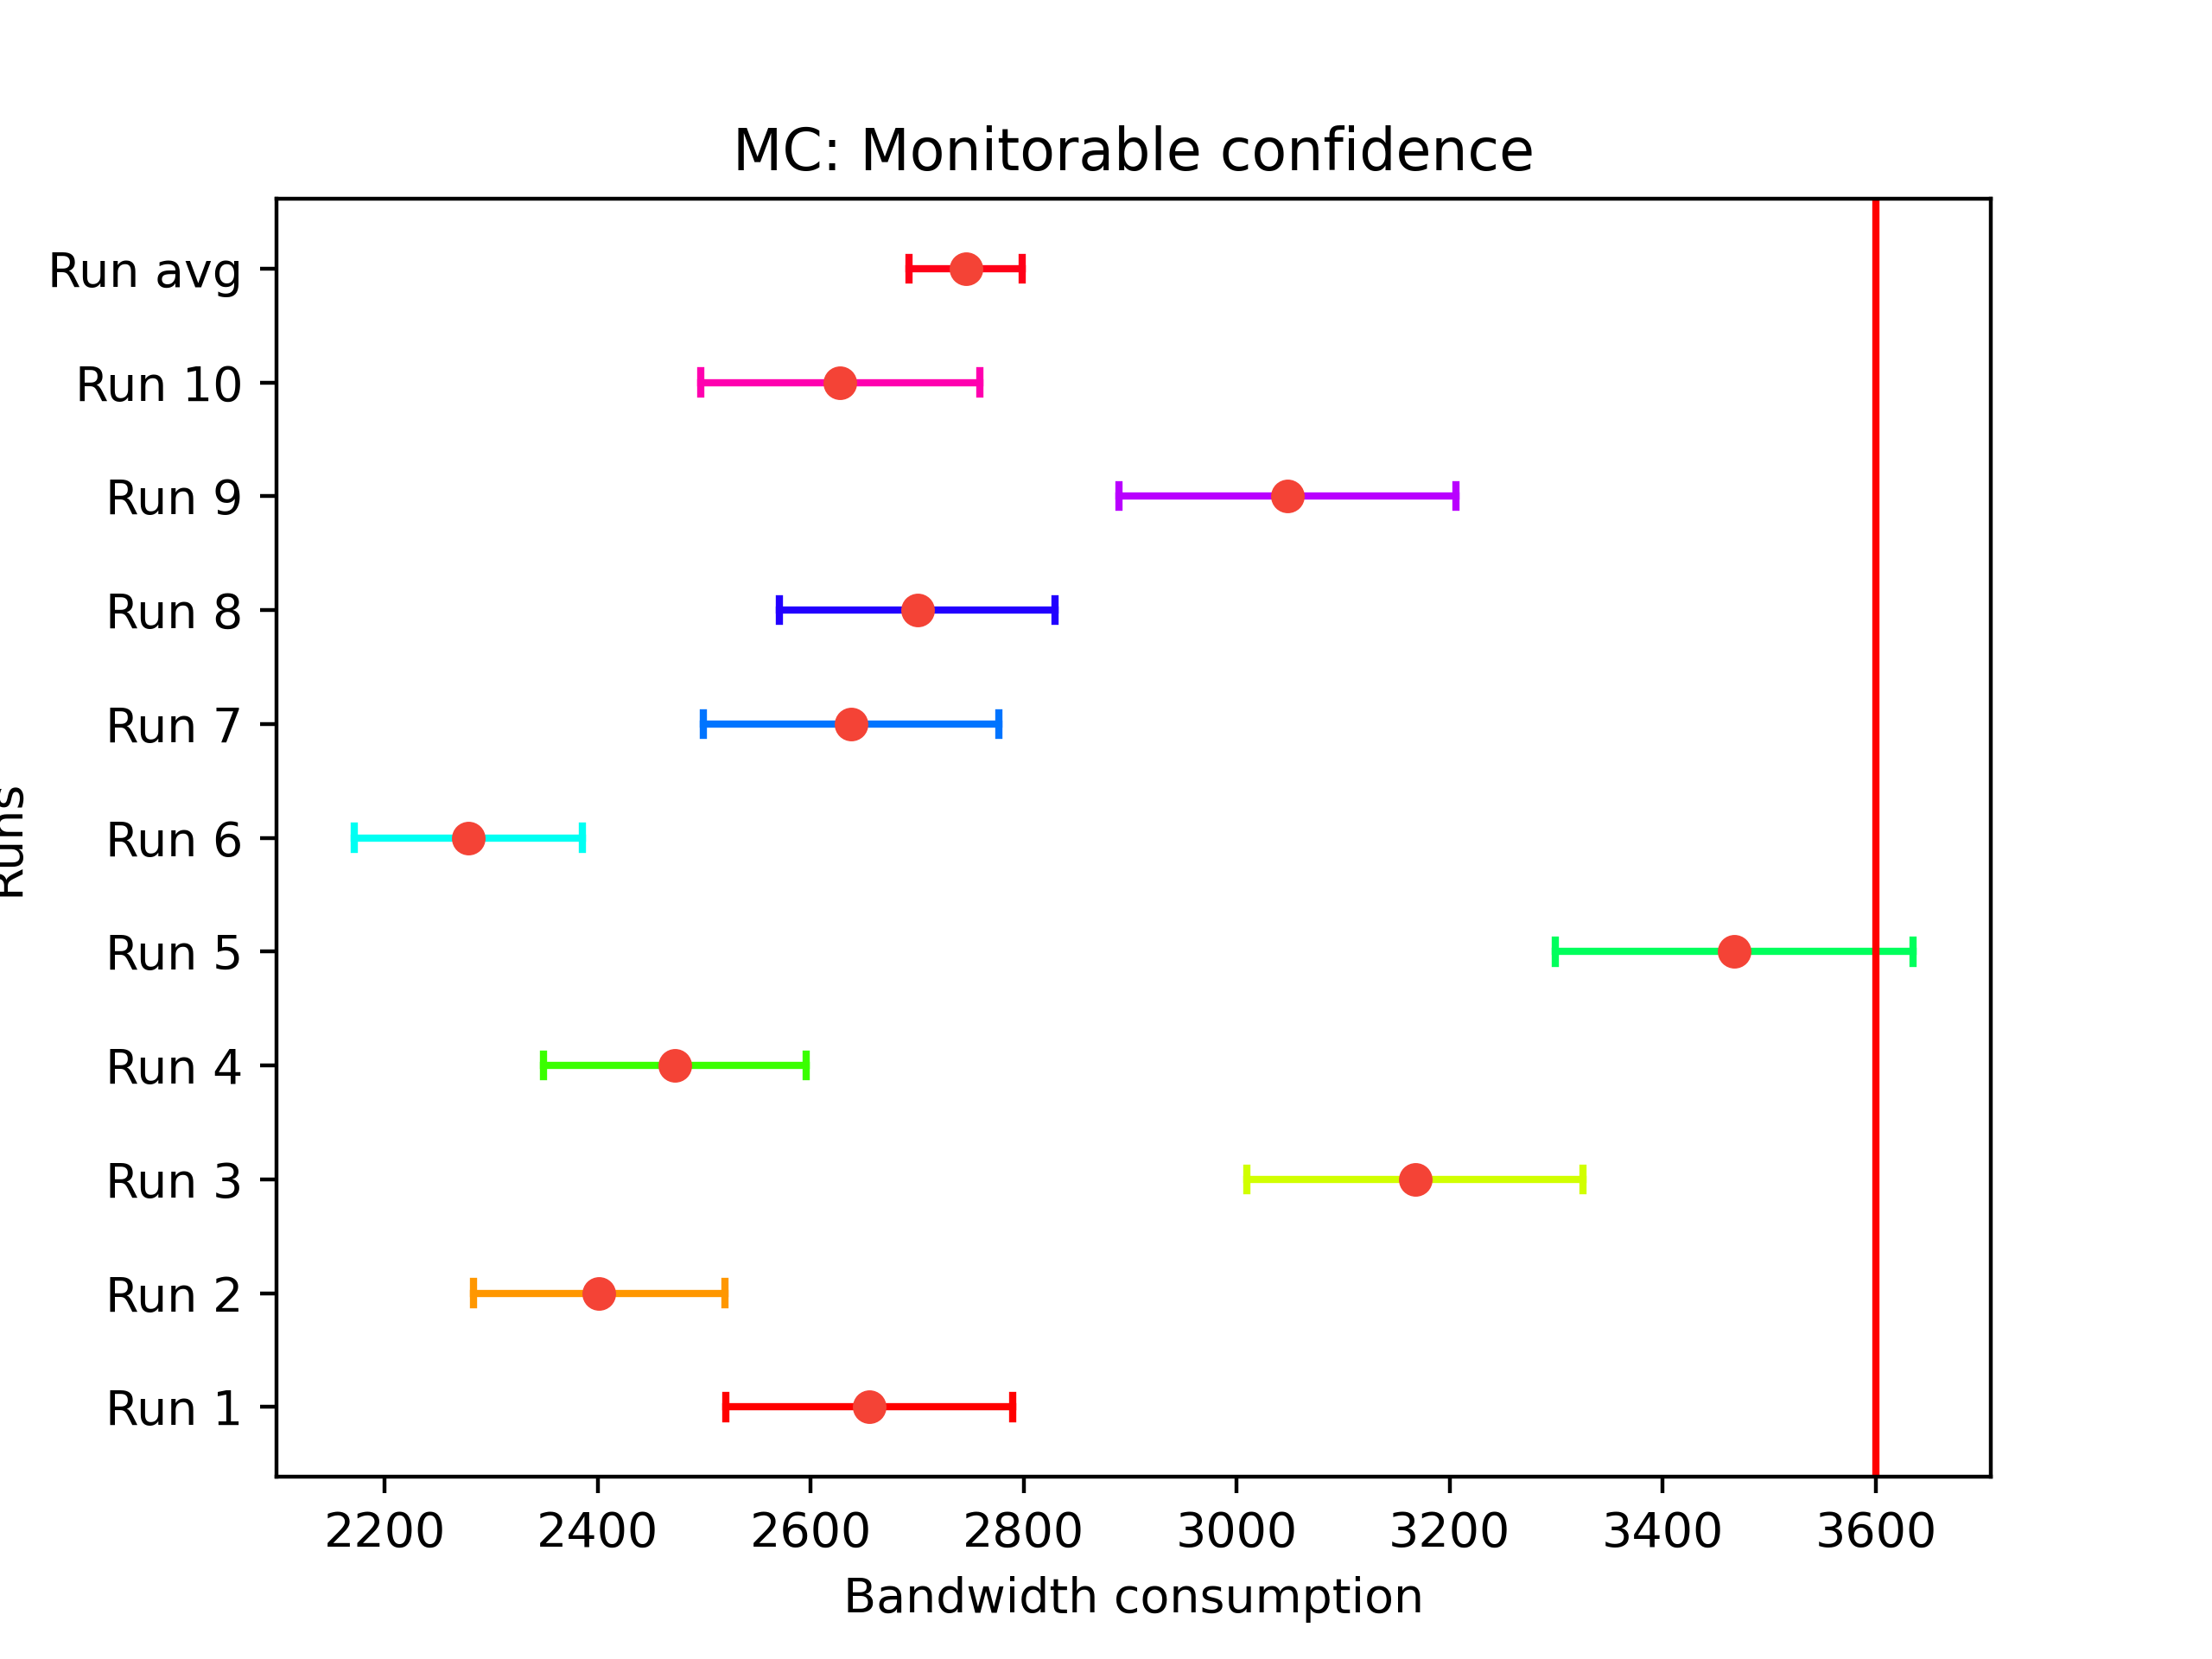 MC: Monitorable confidence
Run avg
Run 10
Run 9
Run 8
Run 7
Run 6
Run 5
Run 4
Run 3
Run 2
Run 1
Runs
2200 2400 2600 2800 3000 3200 3400 3600
Bandwidth consumption